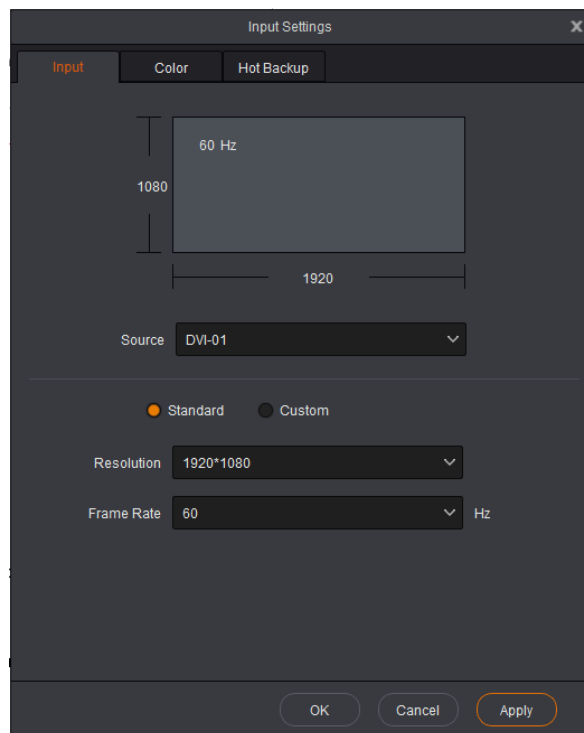 Input Settings
Input Color Hot Backup
60 Hz
1080
1920
Source DVI-01
Standard Custom
Resolution 1920*1080
Frame Rate 60 Hz
OK Cancel Apply